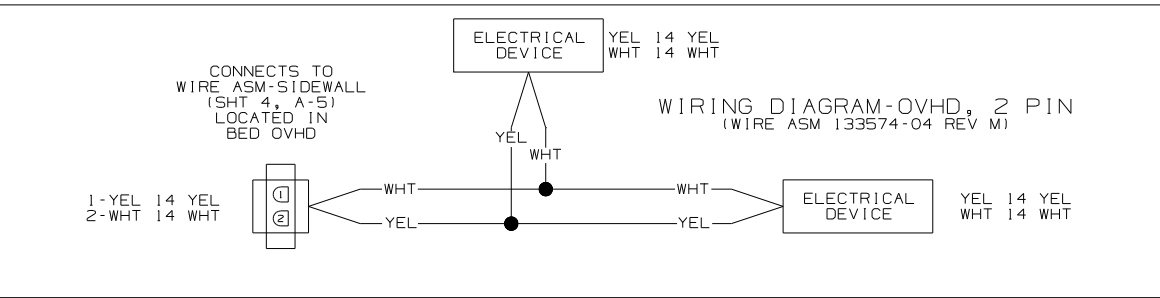 ELECTRICAL
DEVICE
YEL 14 YEL
WHT 14 WHT
CONNECTS TO
WIRE ASM-SIDEWALL
(SHT 4, A-5)
LOCATED IN
BED OVHD
WIRING DIAGRAM-OVHD, 2 PIN
(WIRE ASM 133574-04 REV M)
YEL
WHT
1-YEL 14 YEL
2-WHT 14 WHT
1
2
WHT
YEL
WHT
YEL
ELECTRICAL
DEVICE
YEL 14 YEL
WHT 14 WHT